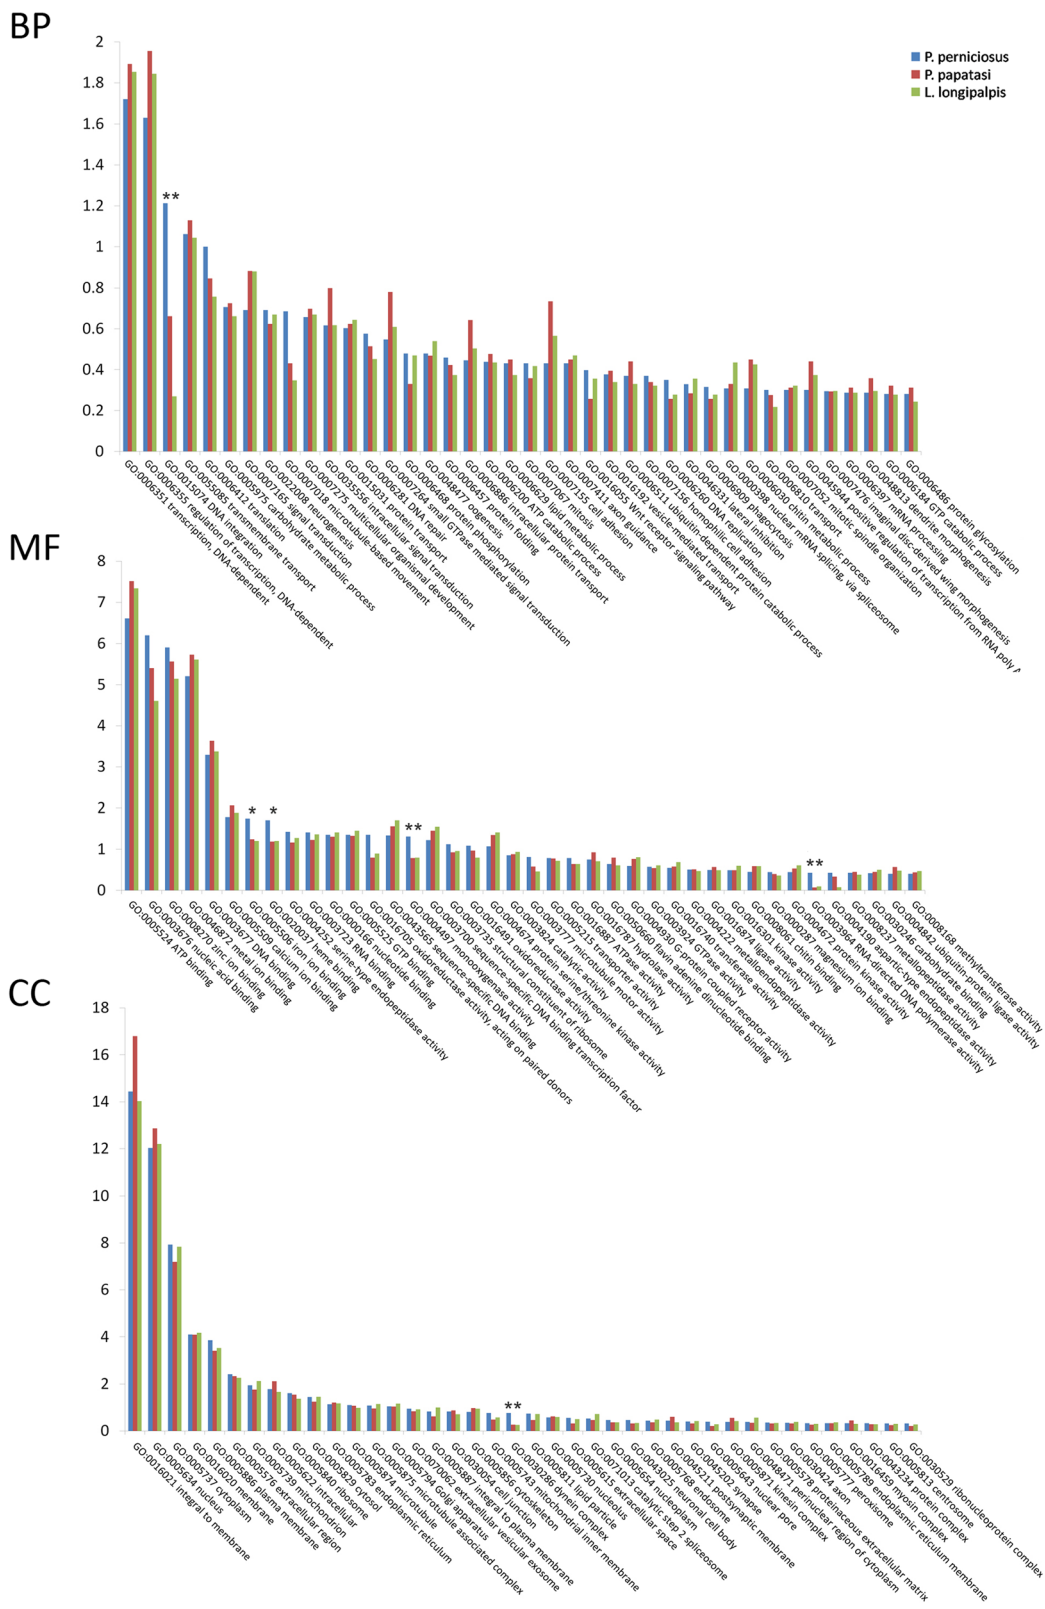 BP
2
1.8
1.6
1.4
1.2
1
0.8
0.6
0.4
0.2
0
P. perniciosus
P. papatasi
L. longipalpis
**
GO:0006351 transcription, DNA-dependent
GO:0006355 regulation of transcription, DNA-dependent
GO:0015074 DNA integration
GO:0055085 transmembrane transport
GO:0006412 translation
GO:0005975 carbohydrate metabolic process
GO:0007165 signal transduction
GO:0022008 neurogenesis
GO:0007018 microtubule-based movement
GO:0007275 multicellular organismal development
GO:0035556 intracellular signal transduction
GO:0015031 protein transport
GO:0006281 DNA repair
GO:0007264 small GTPase mediated signal transduction
GO:0006468 protein phosphorylation
GO:0048477 oogenesis
GO:0006457 protein folding
GO:0006886 intracellular protein transport
GO:0006200 ATP catabolic process
GO:0006629 lipid metabolic process
GO:0007067 mitosis
GO:0007155 cell adhesion
GO:0007411 axon guidance
GO:0016055 Wnt receptor signaling pathway
GO:0016192 vesicle-mediated transport
GO:0006511 ubiquitin-dependent protein catabolic process
GO:0007156 homophilic cell adhesion
GO:0006260 DNA replication
GO:0046331 lateral inhibition
GO:0006909 phagocytosis
GO:0000398 nuclear mRNA splicing, via spliceosome
GO:0006030 chitin metabolic process
GO:0006810 transport
GO:0007052 mitotic spindle organization
GO:0045944 positive regulation of transcription from RNA poly
GO:0007476 imaginal disc-derived wing morphogenesis
GO:0006397 mRNA processing
GO:0048813 dendrite morphogenesis
GO:0006184 GTP catabolic process
GO:0006486 protein glycosylation
MF
8
7
6
5
4
3
2
1
0
*
*
**
**
GO:0005524 ATP binding
GO:0003676 nucleic acid binding
GO:0008270 zinc ion binding
GO:0046872 metal ion binding
GO:0003677 DNA binding
GO:0005509 calcium ion binding
GO:0005506 iron ion binding
GO:0020037 heme binding
GO:0004252 serine-type endopeptidase activity
GO:0003723 RNA binding
GO:0000166 nucleotide binding
GO:0005525 GTP binding
GO:0016705 oxidoreductase activity, acting on paired donors
GO:0043565 sequence-specific DNA binding
GO:0004497 monooxygenase activity
GO:0003700 sequence-specific DNA binding transcription factor
GO:0003735 structural constituent of ribosome
GO:0016491 oxidoreductase activity
GO:0004674 protein serine/threonine kinase activity
GO:0003824 catalytic activity
GO:0003777 microtubule motor activity
GO:0005215 transporter activity
GO:0016887 ATPase activity
GO:0016787 hydrolase activity
GO:0050660 flavin adenine dinucleotide binding
GO:0004930 G-protein coupled receptor activity
GO:0003924 GTPase activity
GO:0016740 transferase activity
GO:0004222 metalloendopeptidase activity
GO:0016874 ligase activity
GO:0016301 kinase activity
GO:0008061 chitin binding
GO:0000287 magnesium ion binding
GO:0004672 protein kinase activity
GO:0003964 RNA-directed DNA polymerase activity
GO:0004190 aspartic-type endopeptidase activity
GO:0008237 metallopeptidase activity
GO:0030246 carbohydrate binding
GO:0004842 ubiquitin-protein ligase activity
GO:0008168 methyltransferase activity
CC
18
16
14
12
10
8
6
4
2
0
**
GO:0016021 integral to membrane
GO:0005634 nucleus
GO:0005737 cytoplasm
GO:0016020 membrane
GO:0005886 plasma membrane
GO:0005576 extracellular region
GO:0005739 mitochondrion
GO:0005622 intracellular
GO:0005840 ribosome
GO:0005829 cytosol
GO:0005783 endoplasmic reticulum
GO:0005874 microtubule
GO:0005875 microtubule associated complex
GO:0005794 Golgi apparatus
GO:0070062 extracellular vesicular exosome
GO:0005887 integral to plasma membrane
GO:0030054 cell junction
GO:0005856 cytoskeleton
GO:0005743 mitochondrial inner membrane
GO:0030286 dynein complex
GO:0005811 lipid particle
GO:0005730 nucleolus
GO:0005615 extracellular space
GO:0071013 catalytic step 2 spliceosome
GO:0005654 nucleoplasm
GO:0043025 neuronal cell body
GO:0005768 endosome
GO:0045211 postsynaptic membrane
GO:0045202 synapse
GO:0005643 nuclear pore
GO:0005871 kinesin complex
GO:0048471 perinuclear region of cytoplasm
GO:0005578 proteinaceous extracellular matrix
GO:0030424 axon
GO:0005777 peroxisome
GO:0005789 endoplasmic reticulum membrane
GO:0016459 myosin complex
GO:0043234 protein complex
GO:0005813 centrosome
GO:0030529 ribonucleoprotein complex